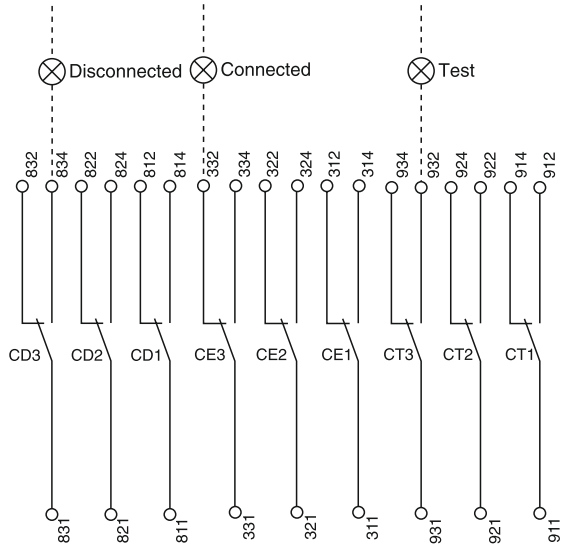 Disconnected
Connected
Test
832
834
822
824
812
814
332
334
322
324
312
314
934
932
924
922
914
912
CD3
CD2
CD1
CE3
CE2
CE1
CT3
CT2
CT1
831
821
811
331
321
311
931
921
911